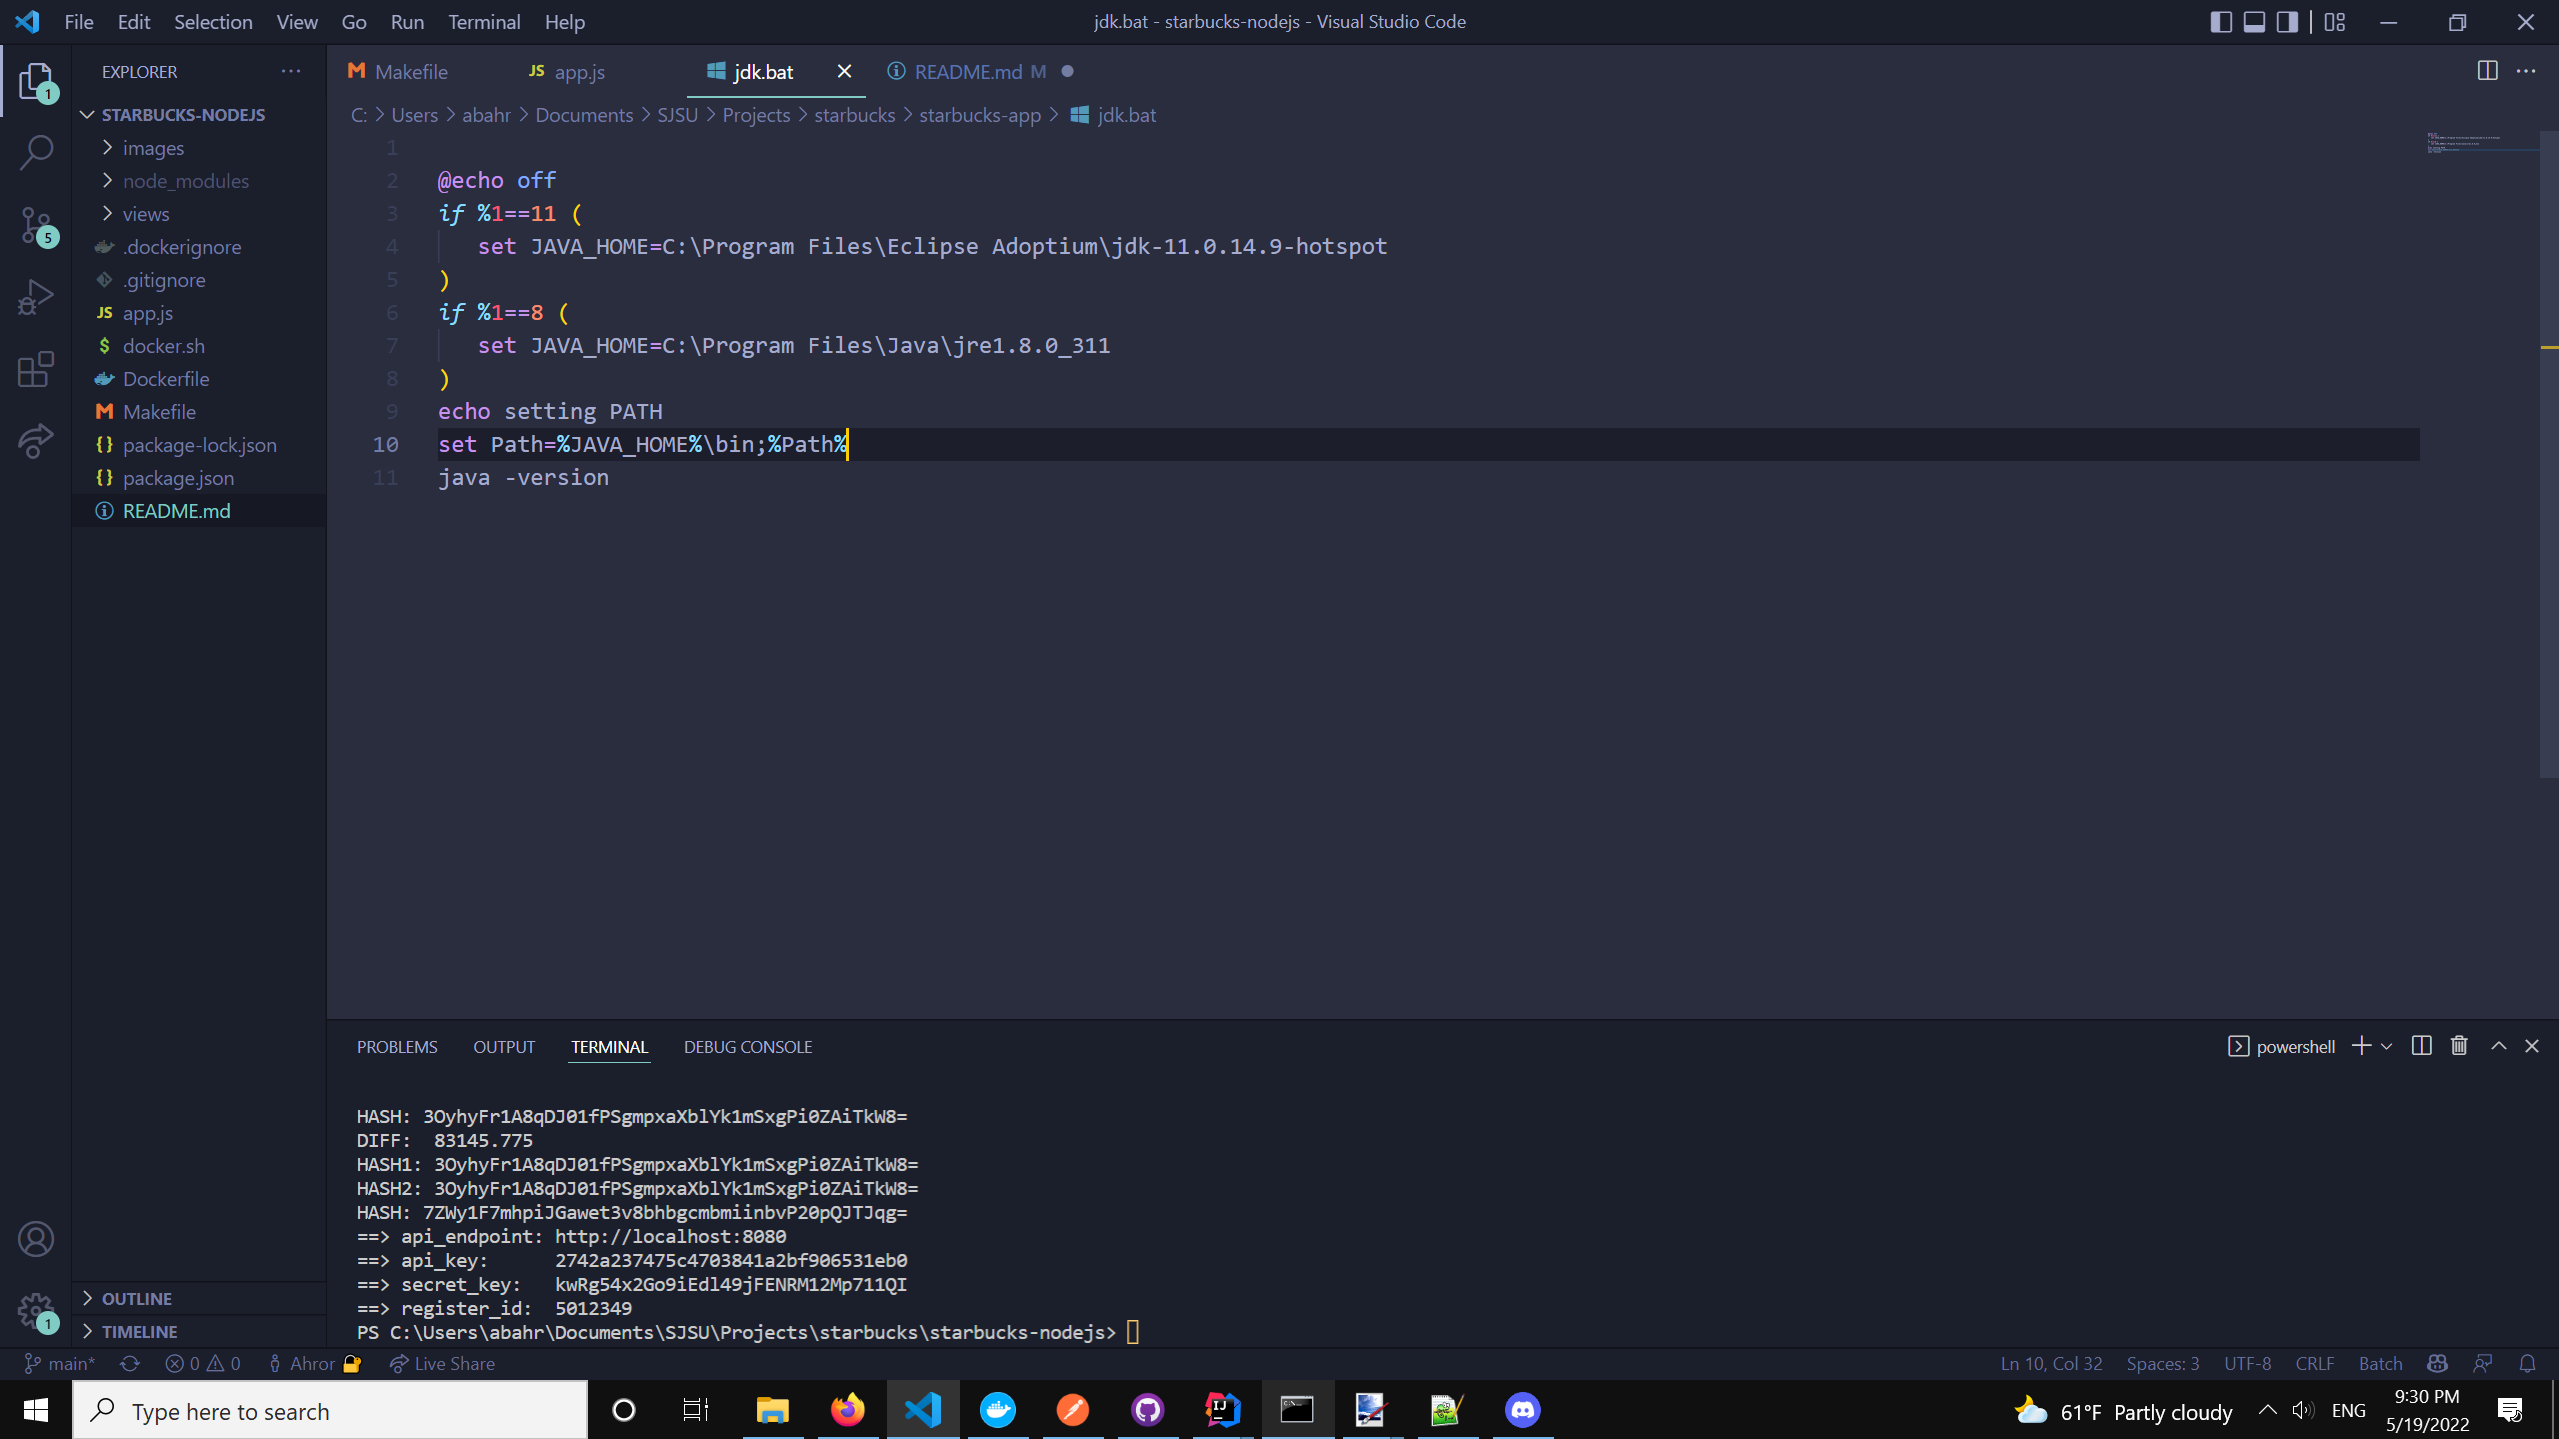 File Edit Selection View Go Run Terminal Help
jdk.bat - starbucks-nodejs - Visual Studio Code
EXPLORER
Makefile
JS app.js
jdk.bat
README.md M
1
STARBUCKS-NODEJS
C: > Users > abahr > Documents > SJSU > Projects > starbucks > starbucks-app > jdk.bat
images
node_modules
views
.dockerignore
.gitignore
JS app.js
$ docker.sh
Dockerfile
Makefile
{} package-lock.json
{} package.json
README.md
5
1
2 @echo off
3 if %1==11 (
4 set JAVA_HOME=C:\Program Files\Eclipse Adoptium\jdk-11.0.14.9-hotspot
5 )
6 if %1==8 (
7 set JAVA_HOME=C:\Program Files\Java\jre1.8.0_311
8 )
9 echo setting PATH
10 set Path=%JAVA_HOME%\bin;%Path%
11 java -version
PROBLEMS OUTPUT TERMINAL DEBUG CONSOLE
powershell
HASH: 3OyhyFr1A8qDJ01fPSgmpxaXblYk1mSxgPi0ZAiTkW8=
DIFF: 83145.775
HASH1: 3OyhyFr1A8qDJ01fPSgmpxaXblYk1mSxgPi0ZAiTkW8=
HASH2: 3OyhyFr1A8qDJ01fPSgmpxaXblYk1mSxgPi0ZAiTkW8=
HASH: 7ZWy1F7mhpiJGawet3v8bhbgcmbmiinbvP20pQJTJqg=
==> api_endpoint: http://localhost:8080
==> api_key: 2742a237475c4703841a2bf906531eb0
==> secret_key: kwRg54x2Go9iEdl49jFENRM12Mp711QI
==> register_id: 5012349
PS C:\Users\abahr\Documents\SJSU\Projects\starbucks\starbucks-nodejs>
OUTLINE
1
TIMELINE
main* 0 0 Ahror Live Share
Ln 10, Col 32 Spaces: 3 UTF-8 CRLF Batch
Type here to search
61°F Partly cloudy
ENG
9:30 PM
5/19/2022